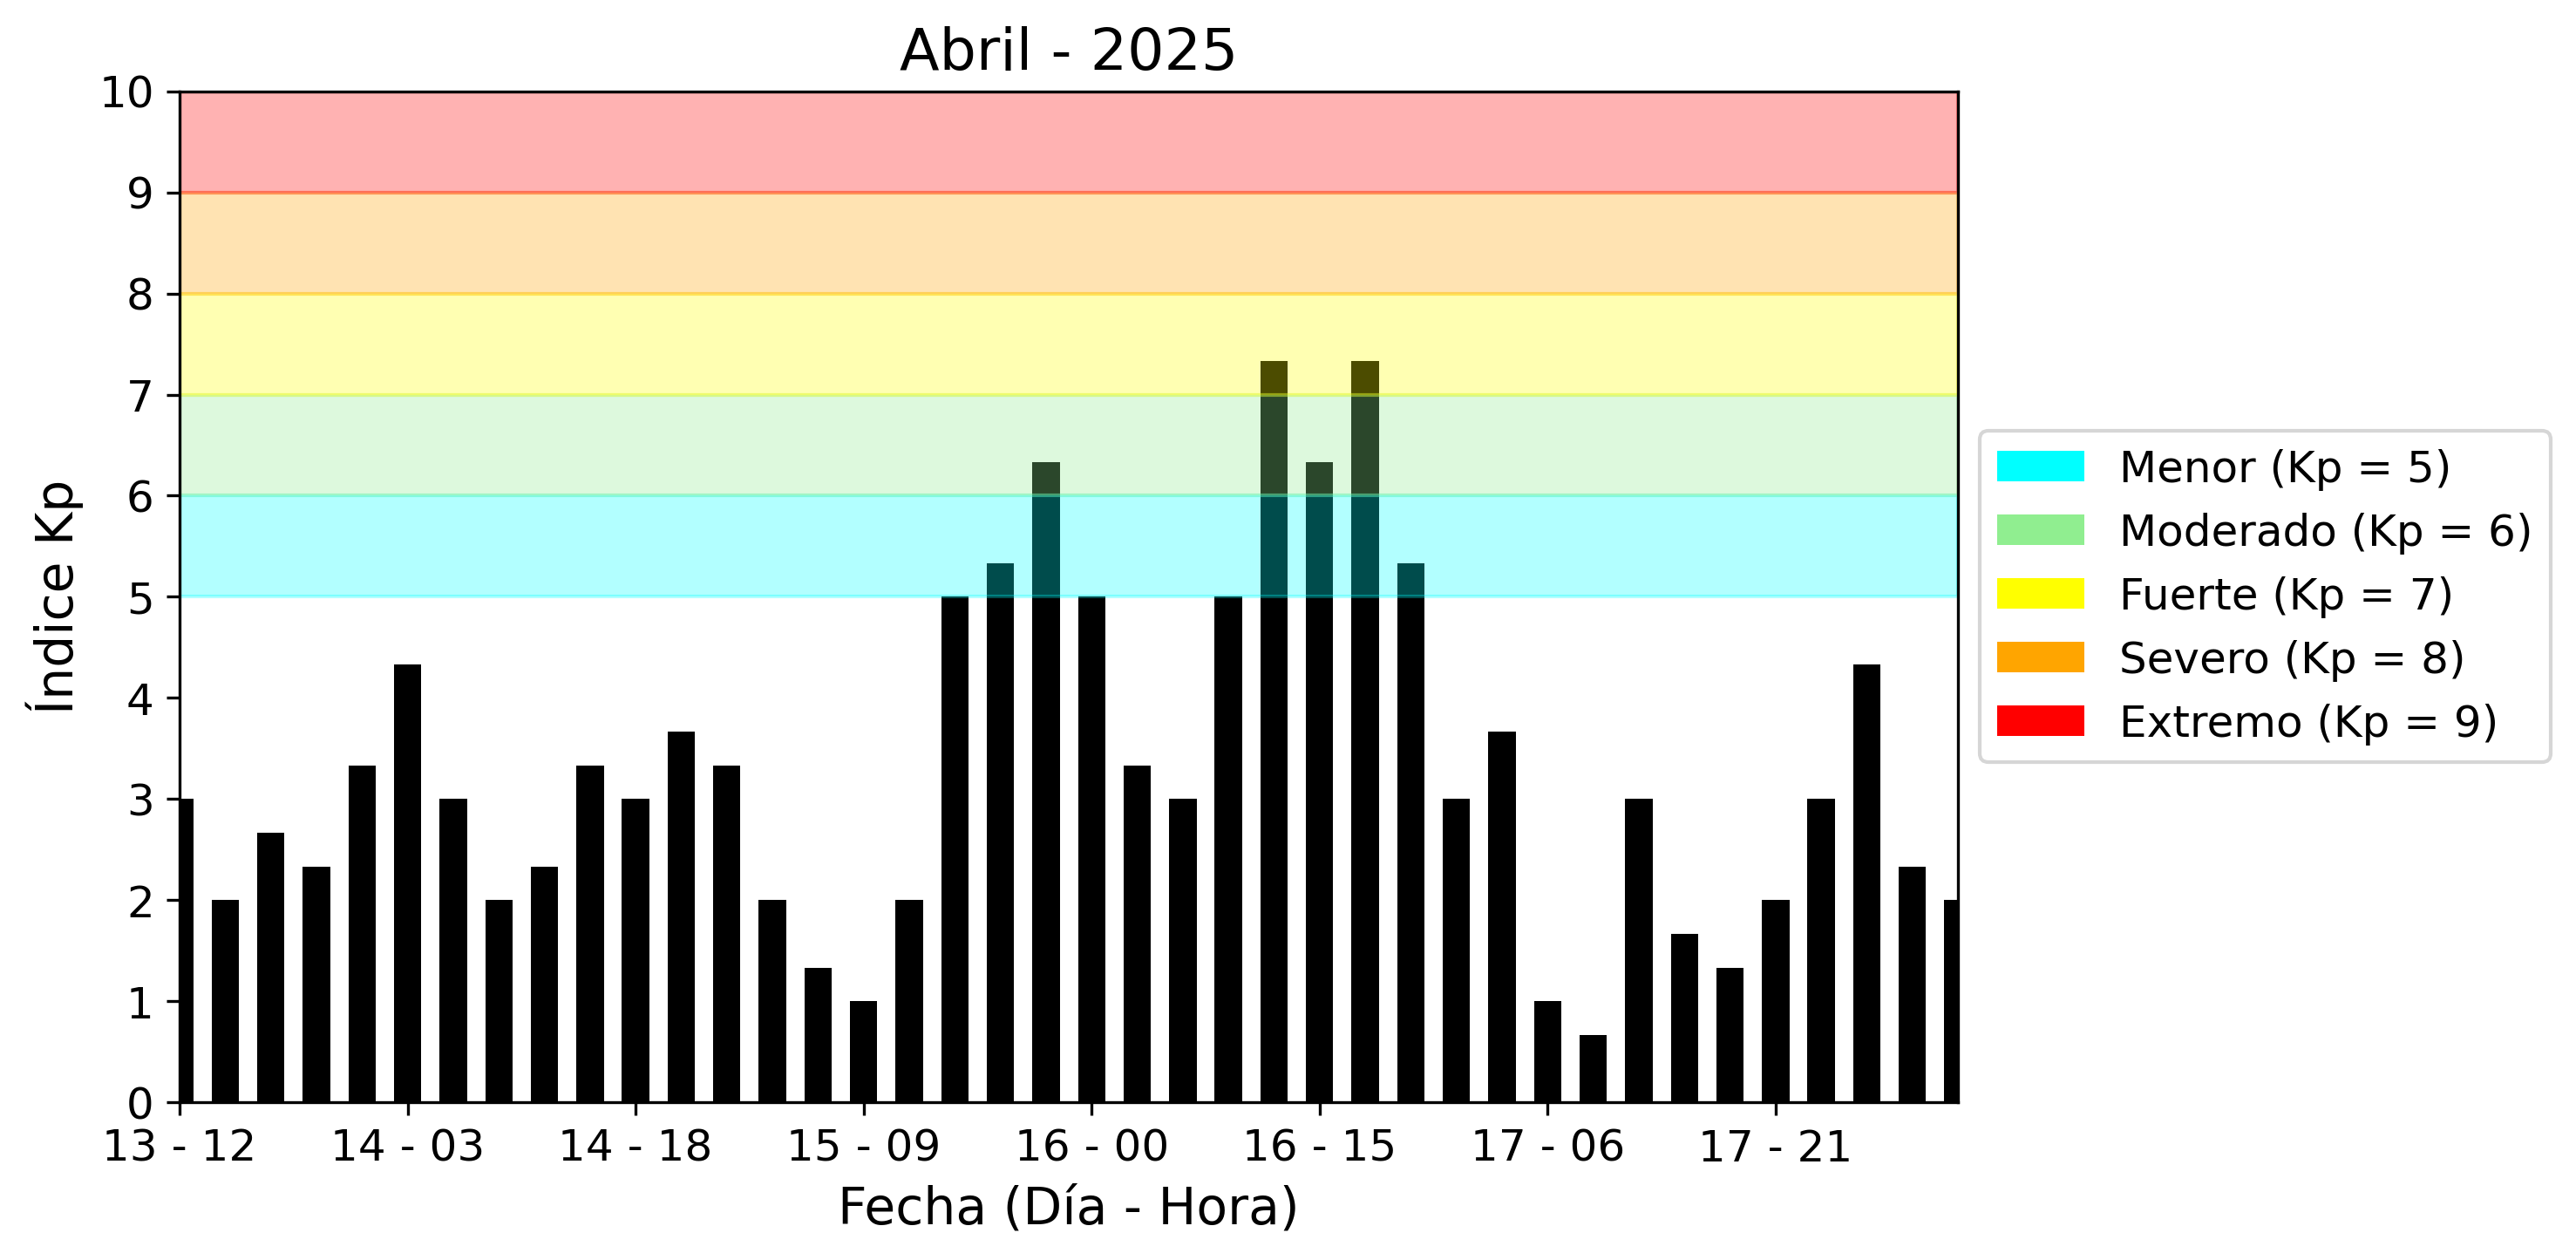 Abril - 2025
10
9
8
7
6
5
4
3
2
1
0
Índice Kp
13 - 12
14 - 03
14 - 18
15 - 09
16 - 00
16 - 15
17 - 06
17 - 21
Fecha (Día - Hora)
Menor (Kp = 5)
Moderado (Kp = 6)
Fuerte (Kp = 7)
Severo (Kp = 8)
Extremo (Kp = 9)